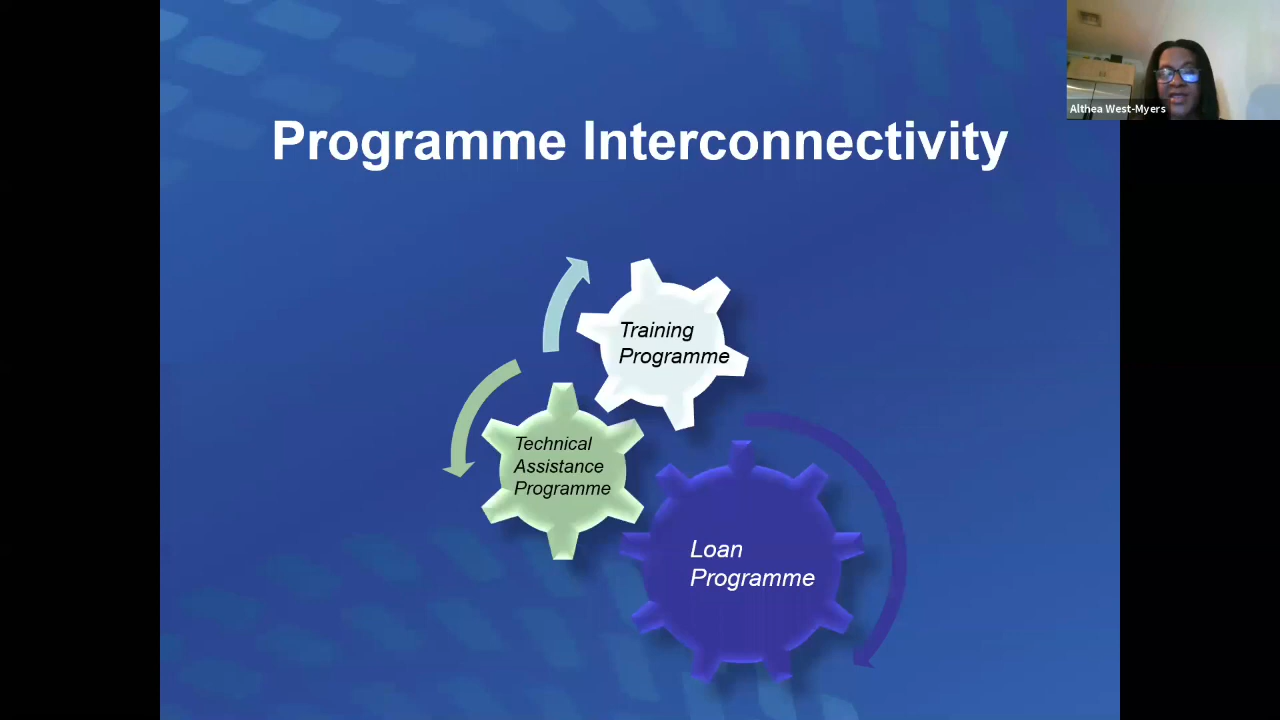 Althea West-Myers
Programme Interconnectivity
Training
Programme
Technical
Assistance
Programme
Loan
Programme